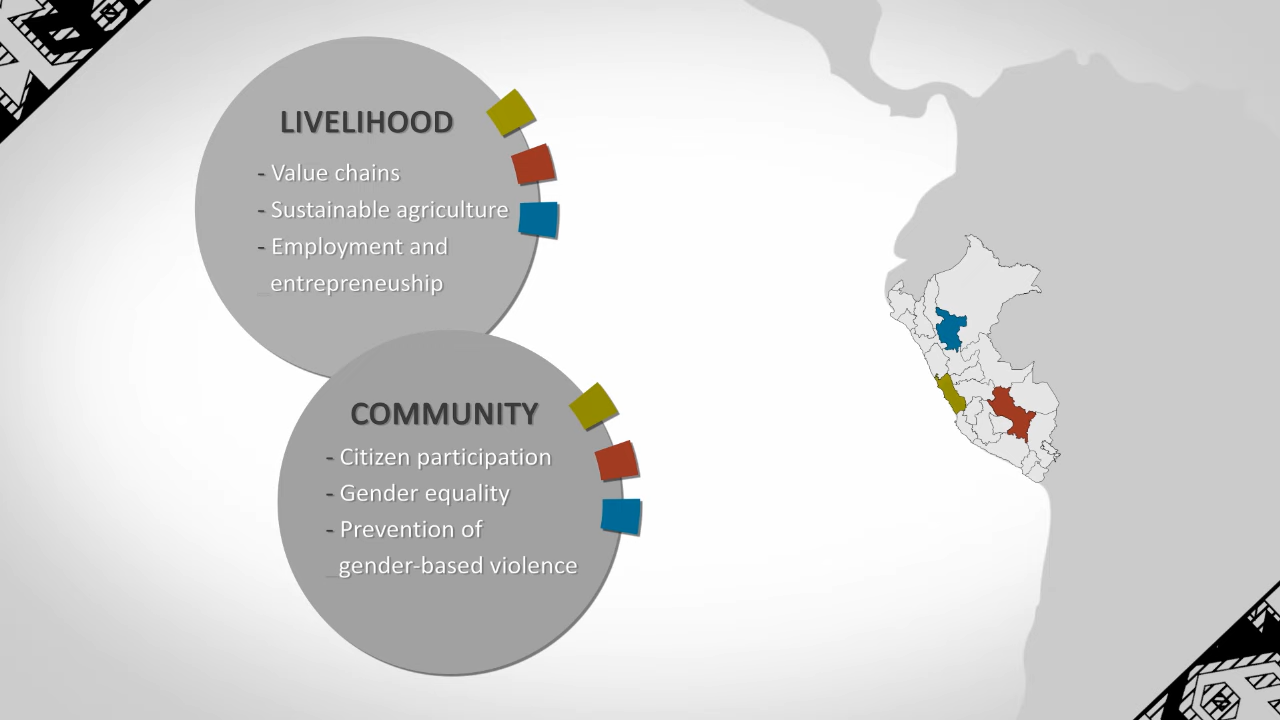 LIVELIHOOD
- Value chains
- Sustainable agriculture
- Employment and
entrepreneuship
COMMUNITY
- Citizen participation
- Gender equality
- Prevention of
gender-based violence